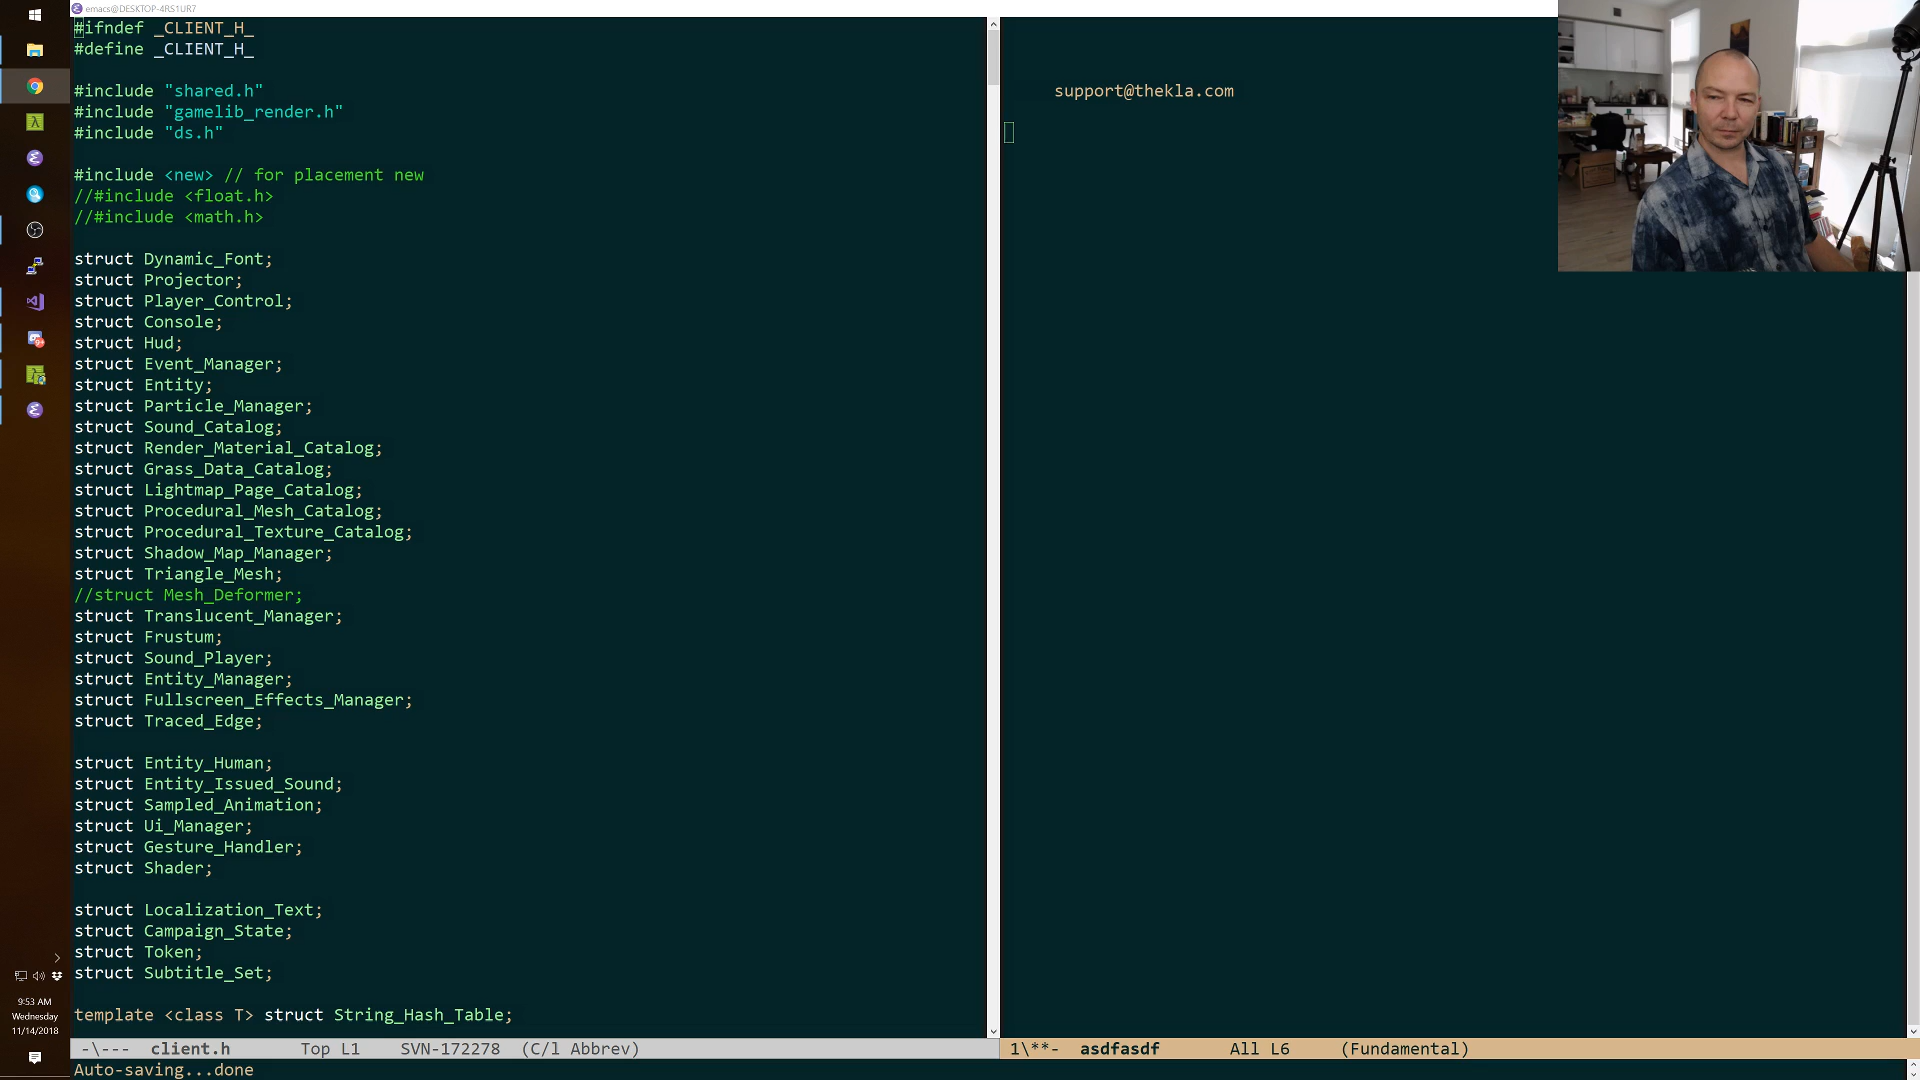 emacs@DESKTOP-4RS1UR7
#ifndef _CLIENT_H_
#define _CLIENT_H_
#include "shared.h"
#include "gamelib_render.h"
#include "ds.h"
#include <new> // for placement new
//#include <float.h>
//#include <math.h>
struct Dynamic_Font;
struct Projector;
struct Player_Control;
struct Console;
struct Hud;
struct Event_Manager;
struct Entity;
struct Particle_Manager;
struct Sound_Catalog;
struct Render_Material_Catalog;
struct Grass_Data_Catalog;
struct Lightmap_Page_Catalog;
struct Procedural_Mesh_Catalog;
struct Procedural_Texture_Catalog;
struct Shadow_Map_Manager;
struct Triangle_Mesh;
//struct Mesh_Deformer;
struct Translucent_Manager;
struct Frustum;
struct Sound_Player;
struct Entity_Manager;
struct Fullscreen_Effects_Manager;
struct Traced_Edge;
struct Entity_Human;
struct Entity_Issued_Sound;
struct Sampled_Animation;
struct Ui_Manager;
struct Gesture_Handler;
struct Shader;
struct Localization_Text;
struct Campaign_State;
struct Token;
struct Subtitle_Set;
template <class T> struct String_Hash_Table;
-\--- client.h Top L1 SVN-172278 (C/l Abbrev)
Auto-saving...done
support@thekla.com
1\**- asdfasdf All L6 (Fundamental)
9:53 AM
Wednesday
11/14/2018